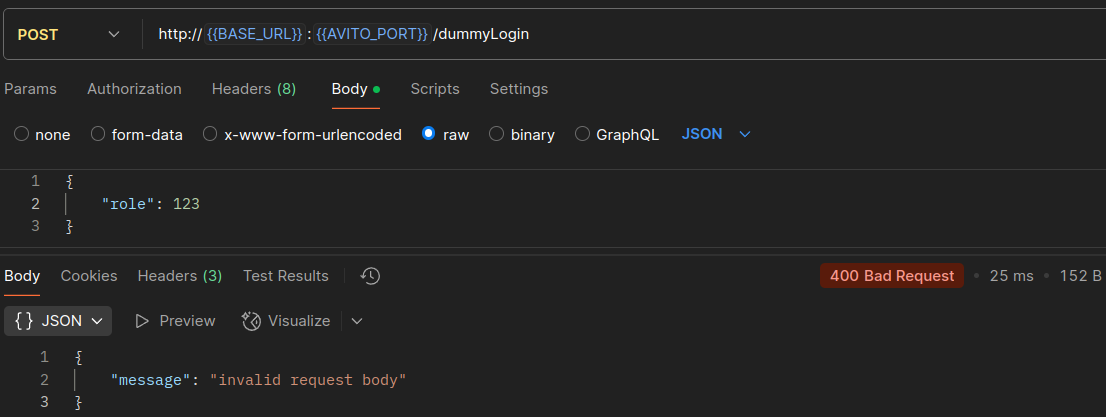 POST http://{{BASE_URL}}:{{AVITO_PORT}}/dummyLogin
Params Authorization Headers (8) Body Scripts Settings
none form-data x-www-form-urlencoded raw binary GraphQL JSON
1 {
2 "role": 123
3 }
Body Cookies Headers (3) Test Results 400 Bad Request • 25 ms • 152 B
{} JSON Preview Visualize
1 {
2 "message": "invalid request body"
3 }